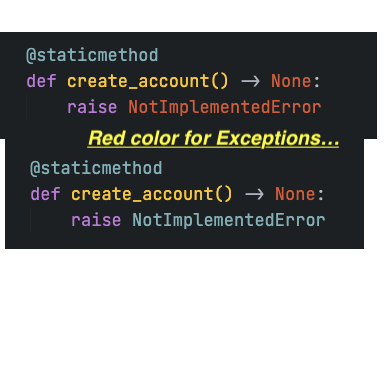 @staticmethod
def create_account() -> None:
raise NotImplementedError
Red color for Exceptions...
@staticmethod
def create_account() -> None:
raise NotImplementedError